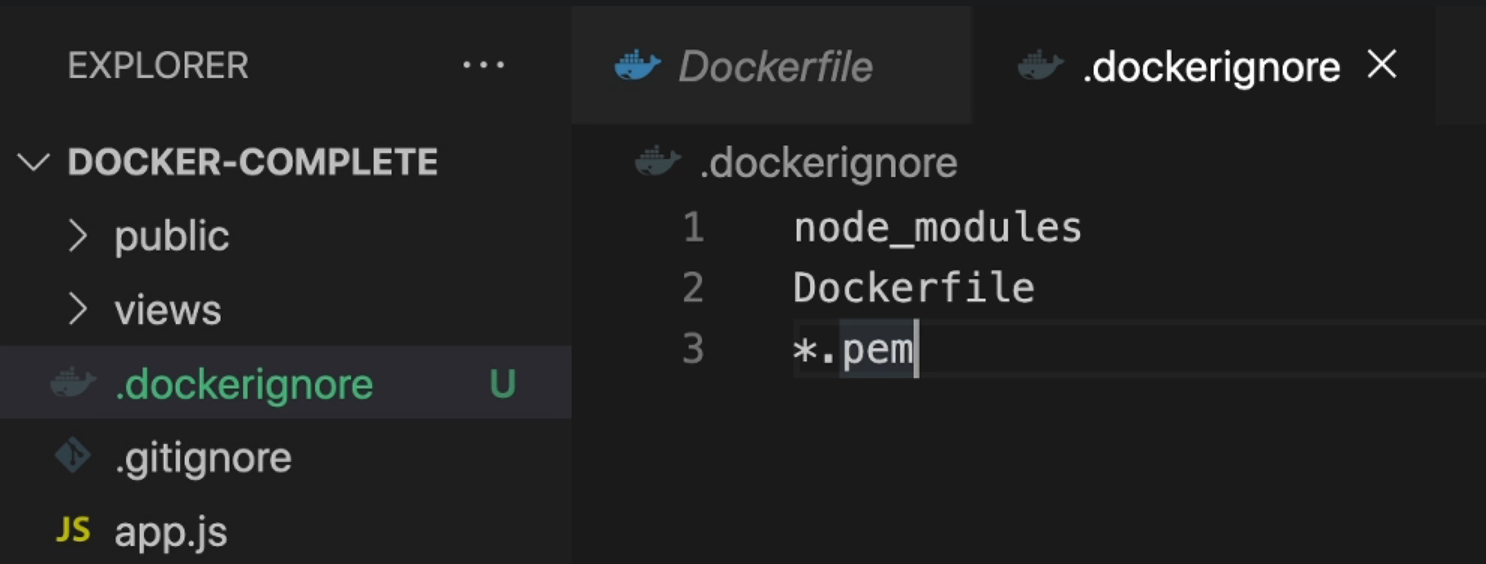 EXPLORER ...
DOCKER-COMPLETE
public
views
.dockerignore U
.gitignore
JS app.js
Dockerfile .dockerignore
.dockerignore
1 node_modules
2 Dockerfile
3 *.pem